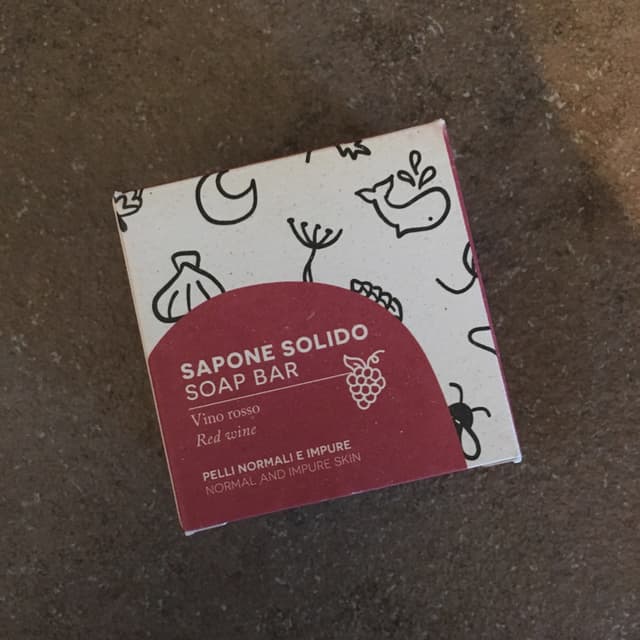 SAPONE SOLIDO
SOAP BAR
Vino rosso
Red wine
PELLI NORMALI E IMPURE
NORMAL AND IMPURE SKIN